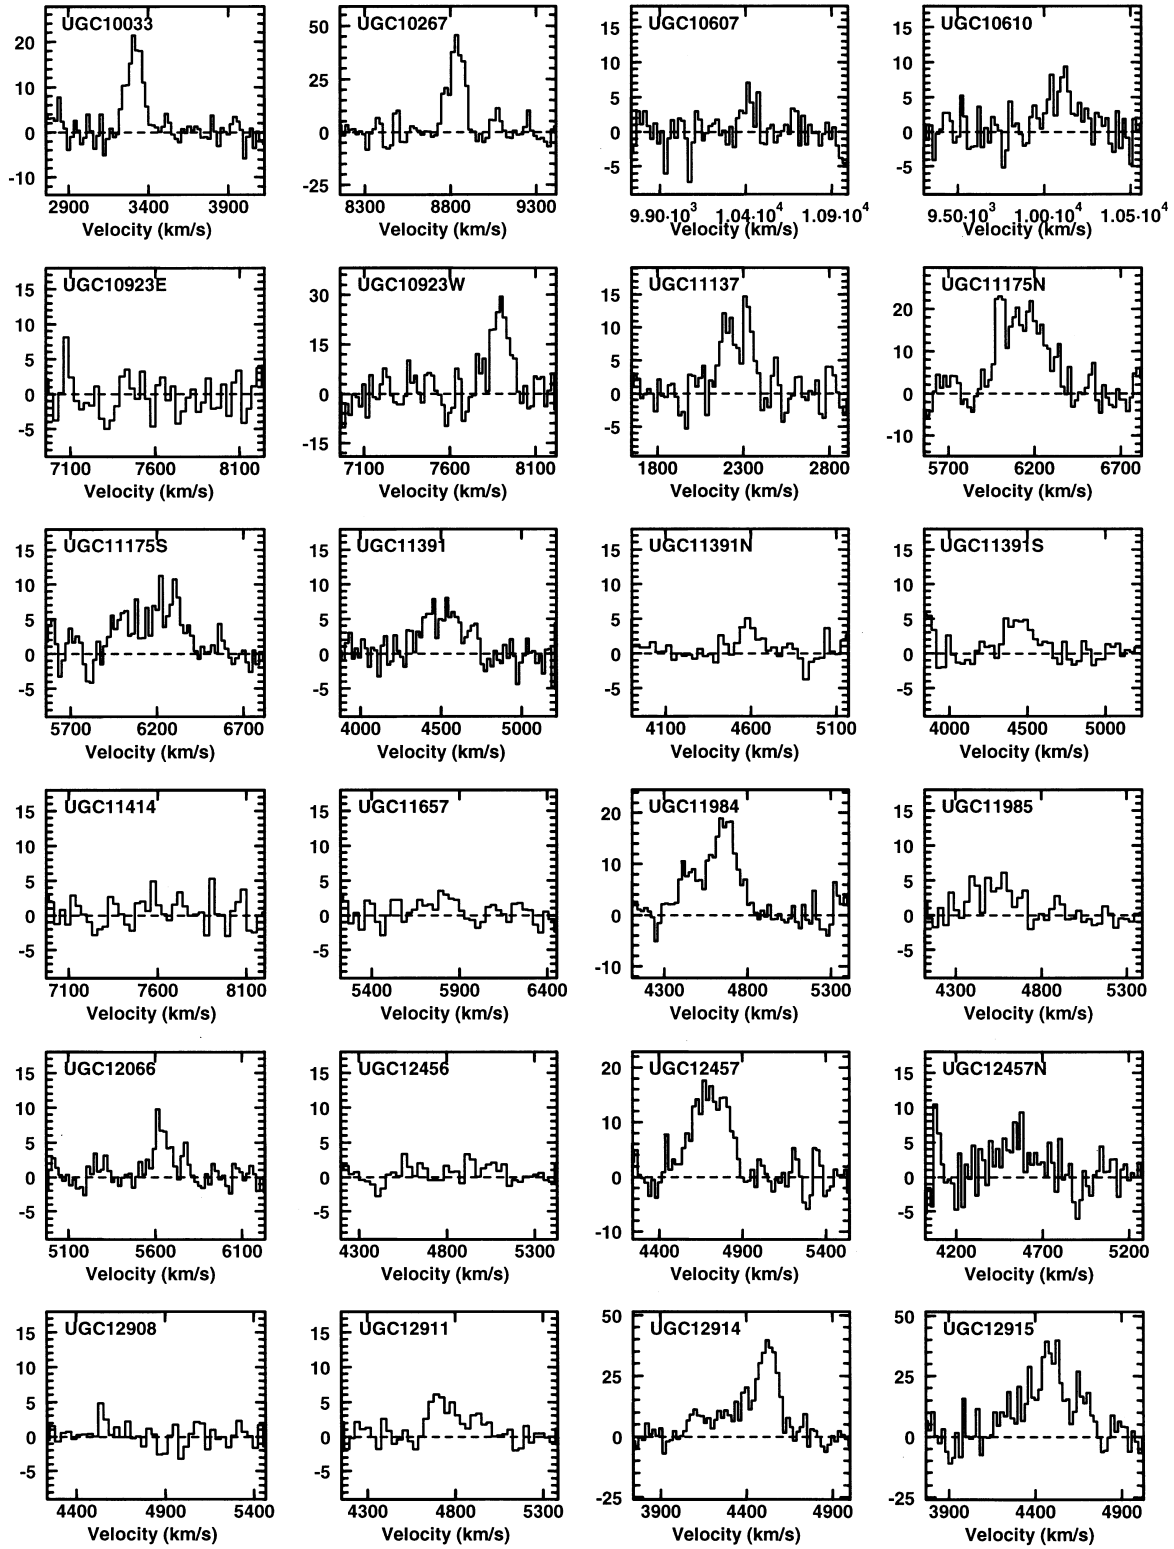 UGC10033
20
10
0
-10
2900 3400 3900
Velocity (km/s)
UGC10267
50
25
0
-25
8300 8800 9300
Velocity (km/s)
UGC10607
15
10
5
0
-5
9.90·10³ 1.04·10⁴ 1.09·10⁴
Velocity (km/s)
UGC10610
15
10
5
0
-5
9.50·10³ 1.00·10⁴ 1.05·10⁴
Velocity (km/s)
UGC10923E
15
10
5
0
-5
7100 7600 8100
Velocity (km/s)
UGC10923W
30
15
0
-15
7100 7600 8100
Velocity (km/s)
UGC11137
15
10
5
0
-5
1800 2300 2800
Velocity (km/s)
UGC11175N
20
10
0
-10
5700 6200 6700
Velocity (km/s)
UGC11175S
15
10
5
0
-5
5700 6200 6700
Velocity (km/s)
UGC11391
15
10
5
0
-5
4000 4500 5000
Velocity (km/s)
UGC11391N
15
10
5
0
-5
4100 4600 5100
Velocity (km/s)
UGC11391S
15
10
5
0
-5
4000 4500 5000
Velocity (km/s)
UGC11414
15
10
5
0
-5
7100 7600 8100
Velocity (km/s)
UGC11657
15
10
5
0
-5
5400 5900 6400
Velocity (km/s)
UGC11984
20
10
0
-10
4300 4800 5300
Velocity (km/s)
UGC11985
15
10
5
0
-5
4300 4800 5300
Velocity (km/s)
UGC12066
15
10
5
0
-5
5100 5600 6100
Velocity (km/s)
UGC12456
15
10
5
0
-5
4300 4800 5300
Velocity (km/s)
UGC12457
20
10
0
-10
4400 4900 5400
Velocity (km/s)
UGC12457N
15
10
5
0
-5
4200 4700 5200
Velocity (km/s)
UGC12908
15
10
5
0
-5
4400 4900 5400
Velocity (km/s)
UGC12911
15
10
5
0
-5
4300 4800 5300
Velocity (km/s)
UGC12914
50
25
0
-25
3900 4400 4900
Velocity (km/s)
UGC12915
50
25
0
-25
3900 4400 4900
Velocity (km/s)